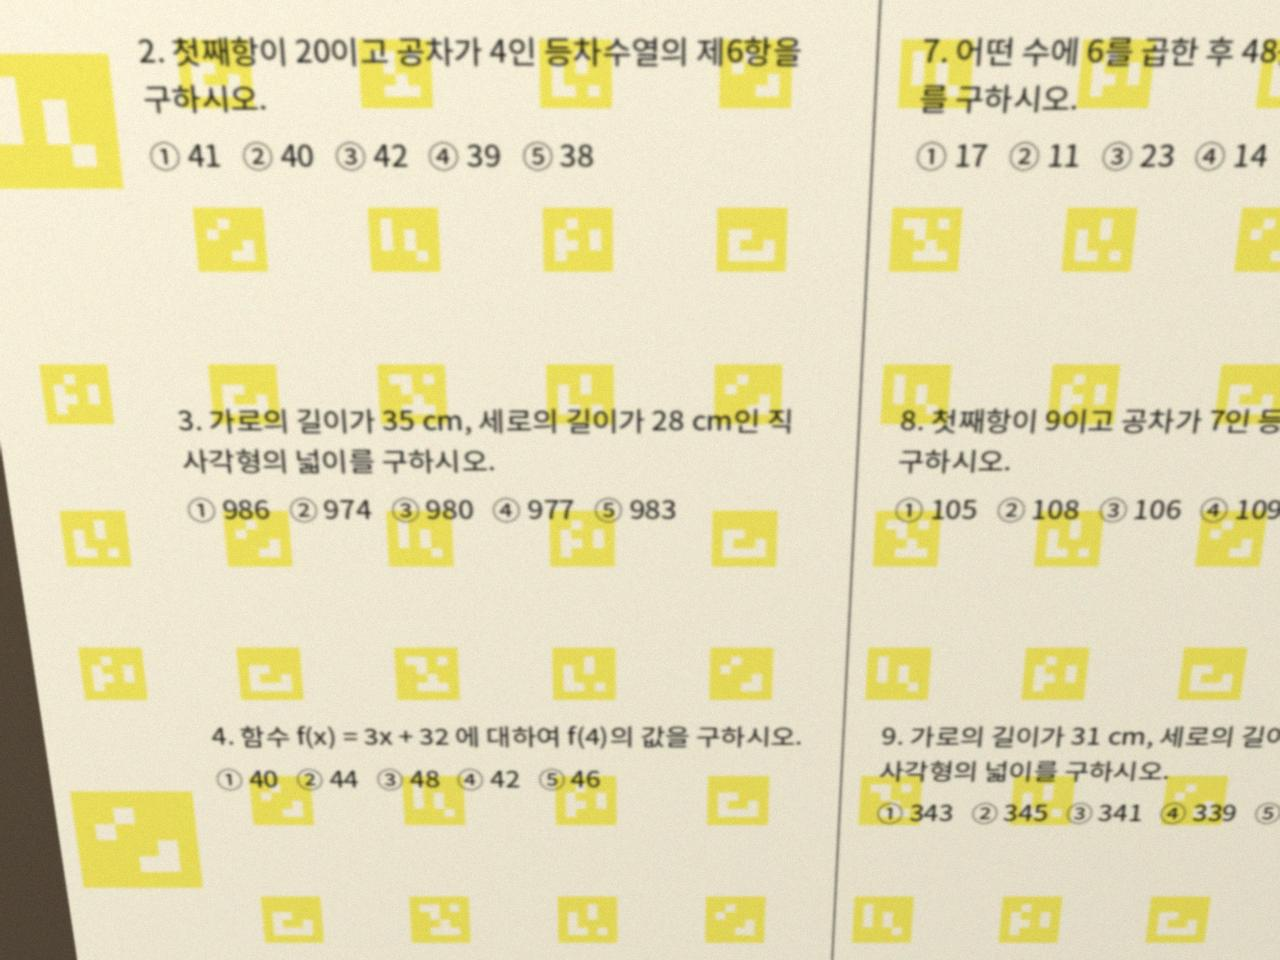 2. 첫째항이 20이고 공차가 4인 등차수열의 제6항을
구하시오.
① 41 ② 40 ③ 42 ④ 39 ⑤ 38
3. 가로의 길이가 35 cm, 세로의 길이가 28 cm인 직
사각형의 넓이를 구하시오.
① 986 ② 974 ③ 980 ④ 977 ⑤ 983
4. 함수 f(x) = 3x + 32 에 대하여 f(4)의 값을 구하시오.
① 40 ② 44 ③ 48 ④ 42 ⑤ 46
7. 어떤 수에 6를 곱한 후 48
를 구하시오.
① 17 ② 11 ③ 23 ④ 14
8. 첫째항이 9이고 공차가 7인 등
구하시오.
① 105 ② 108 ③ 106 ④ 109
9. 가로의 길이가 31 cm, 세로의 길이
사각형의 넓이를 구하시오.
① 343 ② 345 ③ 341 ④ 339 ⑤